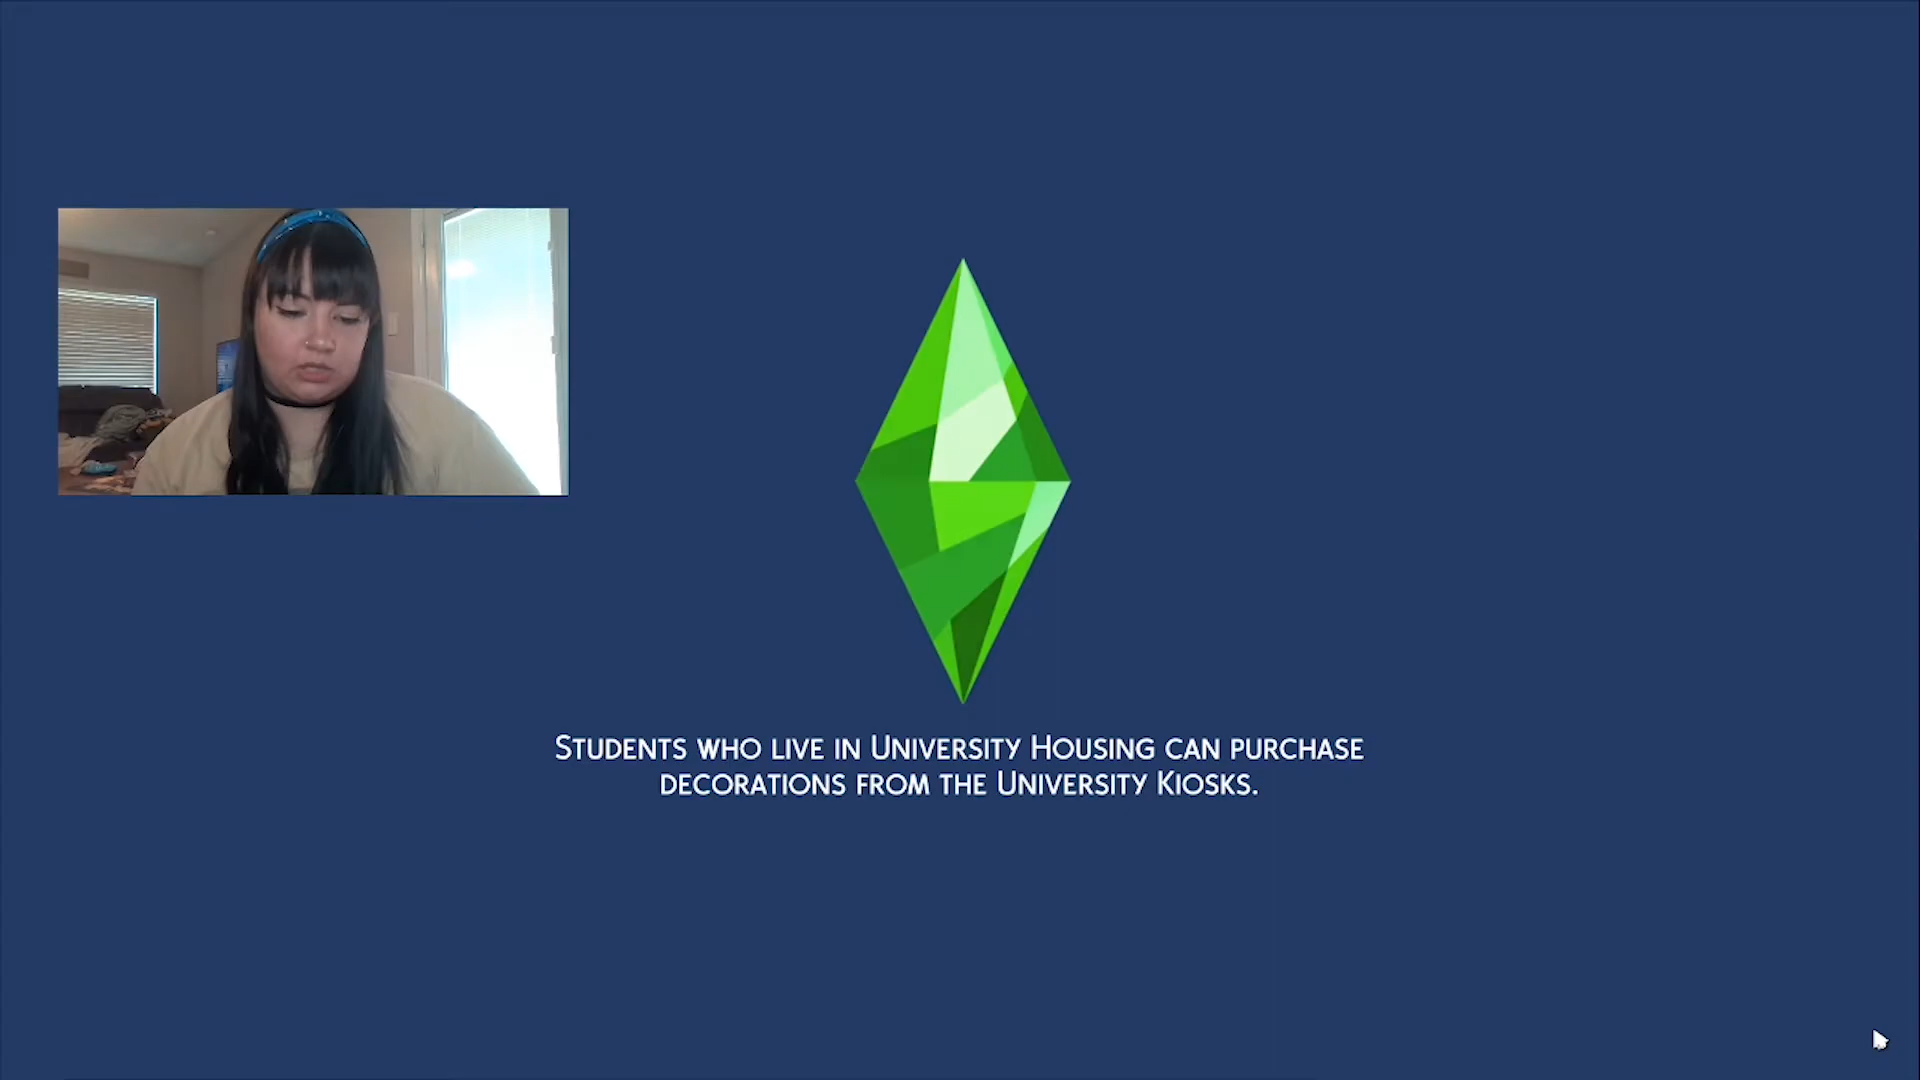 Students who live in University Housing can purchase
decorations from the University Kiosks.